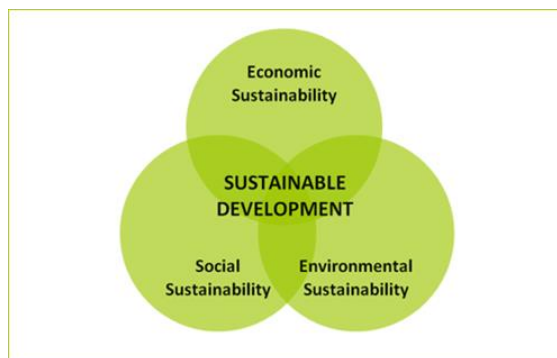 Economic
Sustainability
SUSTAINABLE
DEVELOPMENT
Social
Sustainability
Environmental
Sustainability